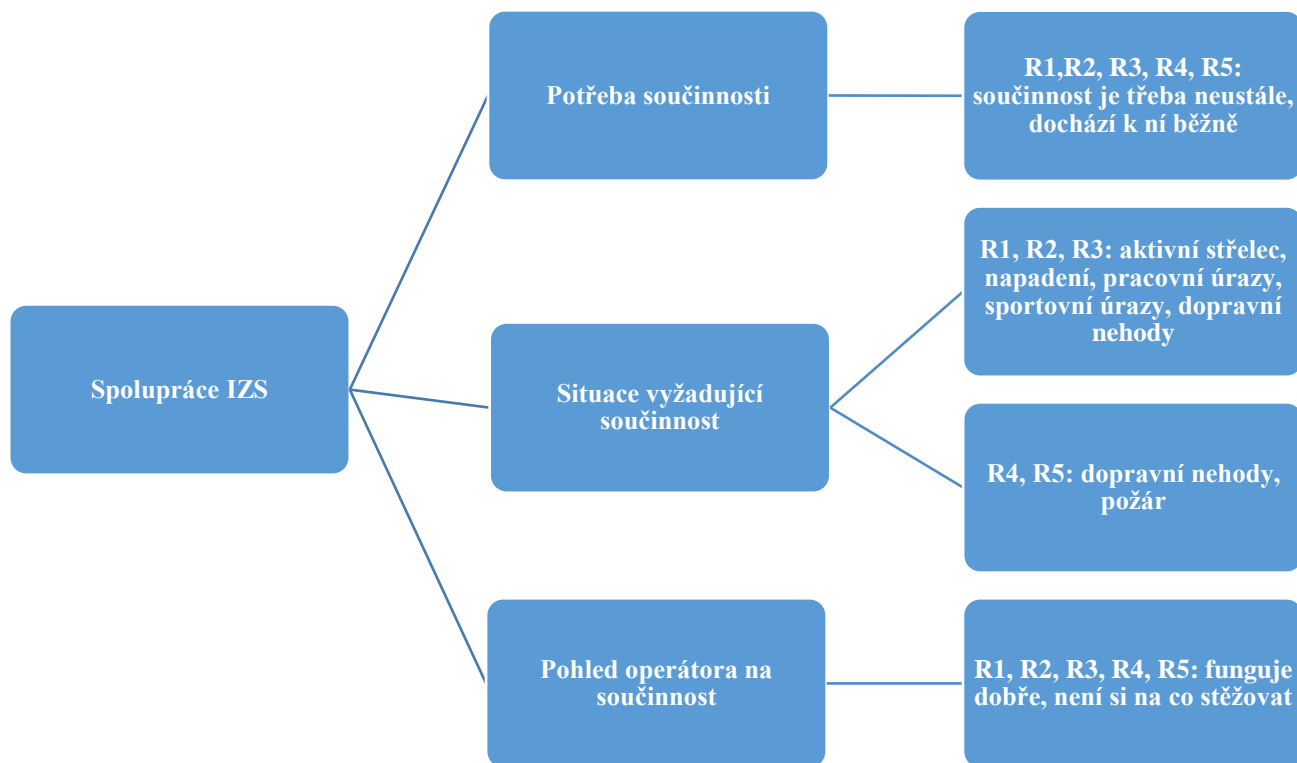 Spolupráce IZS
Potřeba součinnosti
R1,R2, R3, R4, R5:
součinnost je třeba neustále,
dochází k ní běžně
Situace vyžadující
součinnost
R1, R2, R3: aktivní střelec,
napadení, pracovní úrazy,
sportovní úrazy, dopravní
nehody
R4, R5: dopravní nehody,
požár
Pohled operátora na
součinnost
R1, R2, R3, R4, R5: funguje
dobře, není si na co stěžovat